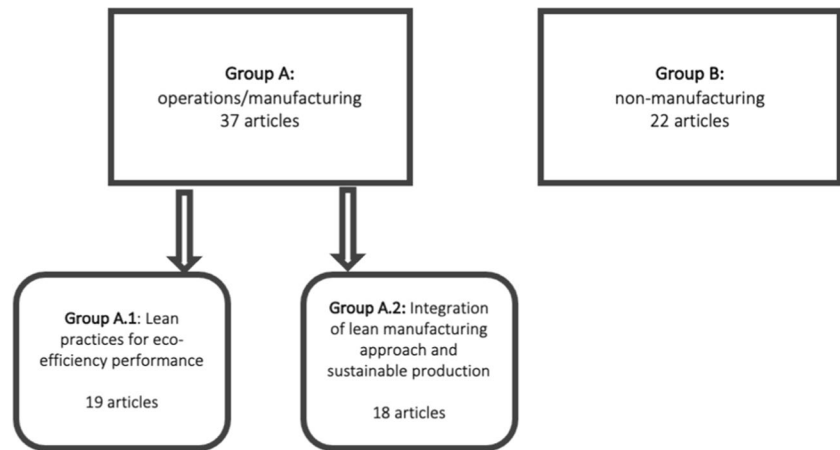 Group A:
operations/manufacturing
37 articles
Group B:
non-manufacturing
22 articles
Group A.1: Lean
practices for eco-
efficiency performance
19 articles
Group A.2: Integration
of lean manufacturing
approach and
sustainable production
18 articles